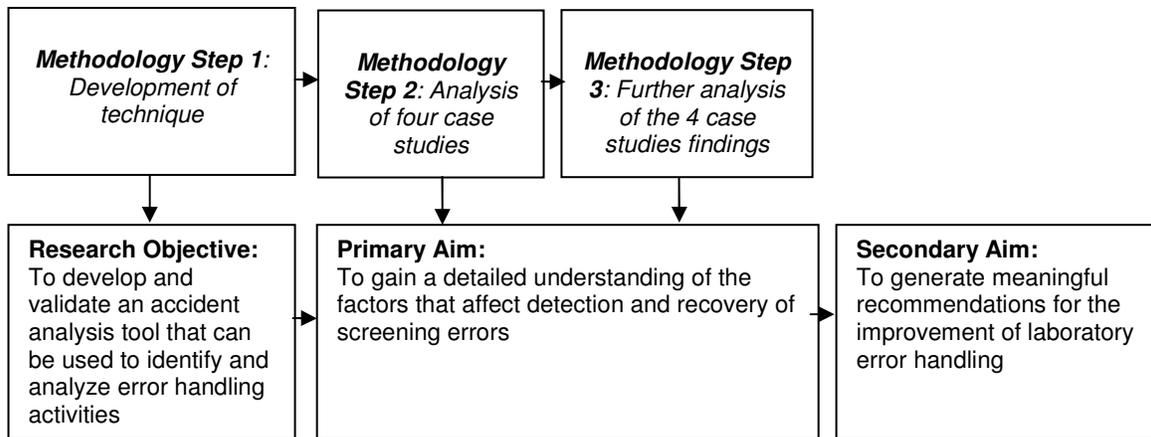 Methodology Step 1:
Development of
technique
Methodology
Step 2: Analysis
of four case
studies
Methodology Step
3: Further analysis
of the 4 case
studies findings
Research Objective:
To develop and
validate an accident
analysis tool that can
be used to identify and
analyze error handling
activities
Primary Aim:
To gain a detailed understanding of the
factors that affect detection and recovery of
screening errors
Secondary Aim:
To generate meaningful
recommendations for the
improvement of laboratory
error handling